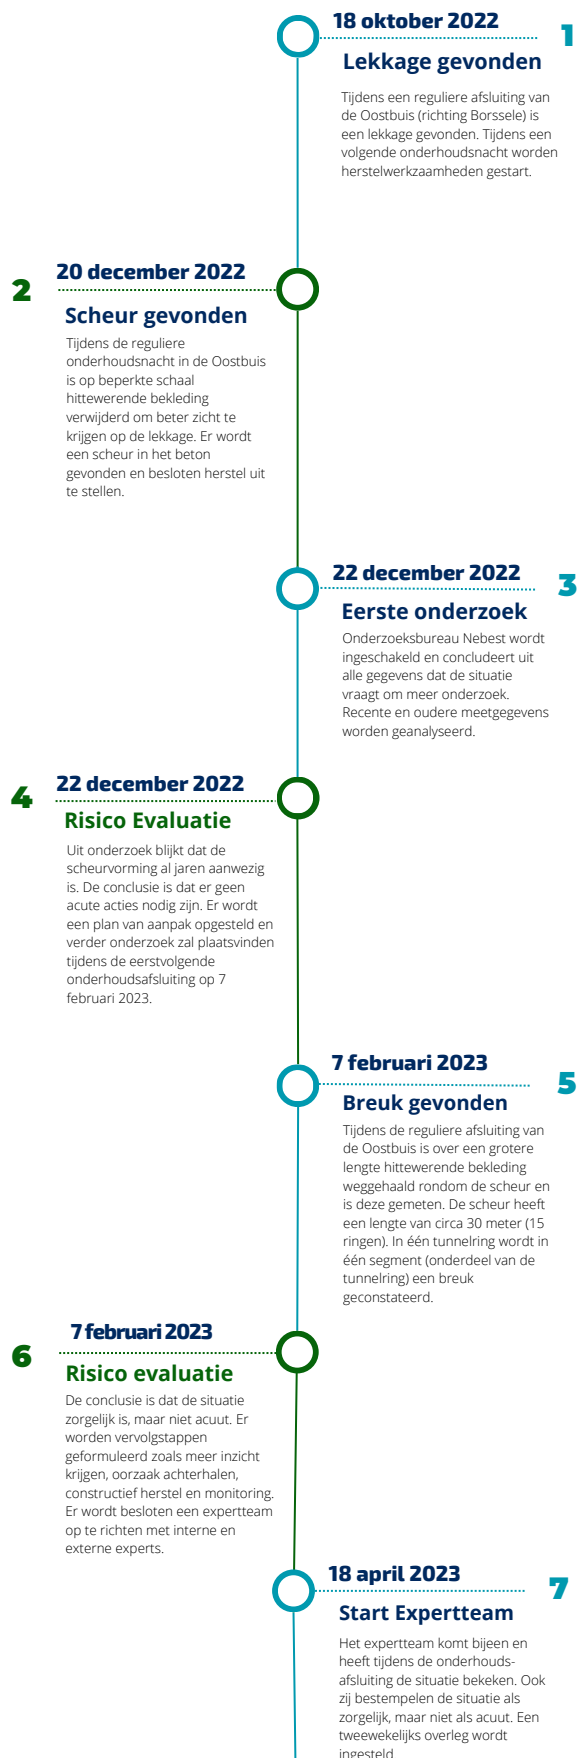 18 oktober 2022
1
Lekkage gevonden
Tijdens een reguliere afsluiting van
de Oostbuis (richting Borssele) is
een lekkage gevonden. Tijdens een
volgende onderhoudsnacht worden
herstelwerkzaamheden gestart.
20 december 2022
2
Scheur gevonden
Tijdens de reguliere
onderhoudsnacht in de Oostbuis
is op beperkte schaal
hittewerende bekleding
verwijderd om beter zicht te
krijgen op de lekkage. Er wordt
een scheur in het beton
gevonden en besloten herstel uit
te stellen.
22 december 2022
3
Eerste onderzoek
Onderzoeksbureau Nebest wordt
ingeschakeld en concludeert uit
alle gegevens dat de situatie
vraagt om meer onderzoek.
Recente en oudere meetgegevens
worden geanalyseerd.
22 december 2022
4
Risico Evaluatie
Uit onderzoek blijkt dat de
scheurvorming al jaren aanwezig
is. De conclusie is dat er geen
acute acties nodig zijn. Er wordt
een plan van aanpak opgesteld en
verder onderzoek zal plaatsvinden
tijdens de eerstvolgende
onderhoudsafsluiting op 7
februari 2023.
7 februari 2023
5
Breuk gevonden
Tijdens de reguliere afsluiting van
de Oostbuis is over een grotere
lengte hittewerende bekleding
weggehaald rondom de scheur en
is deze gemeten. De scheur heeft
een lengte van circa 30 meter (15
ringen). In één tunnelring wordt in
één segment (onderdeel van de
tunnelring) een breuk
geconstateerd.
7 februari 2023
6
Risico evaluatie
De conclusie is dat de situatie
zorgelijk is, maar niet acuut. Er
worden vervolgstappen
geformuleerd zoals meer inzicht
krijgen, oorzaak achterhalen,
constructief herstel en monitoring.
Er wordt besloten een expertteam
op te richten met interne en
externe experts.
18 april 2023
7
Start Expertteam
Het expertteam komt bijeen en
heeft tijdens de onderhouds-
afsluiting de situatie bekeken. Ook
zij bestempelen de situatie als
zorgelijk, maar niet als acuut. Een
tweewekelijks overleg wordt
ingesteld